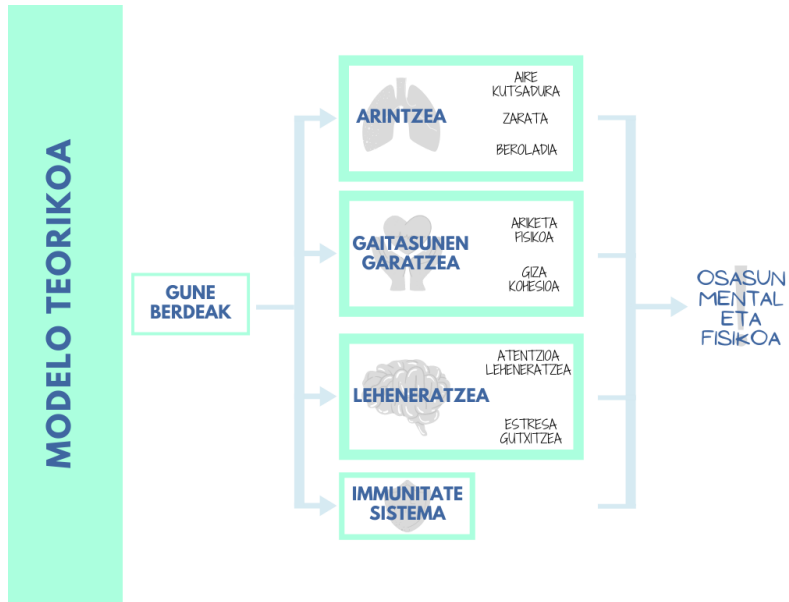 MODELO TEORIKOA
GUNE
BERDEAK
ARINTZEA
AIRE
KUTSADURA
ZARATA
BEROLADIA
GAITASUNEN
GARATZEA
ARIKETA
FISIKOA
GIZA
KOHESIOA
LEHENERATZEA
ATENTZIOA
LEHENERATZEA
ESTRESA
GUTXITZEA
IMMUNITATE
SISTEMA
OSASUN
MENTAL
ETA
FISIKOA